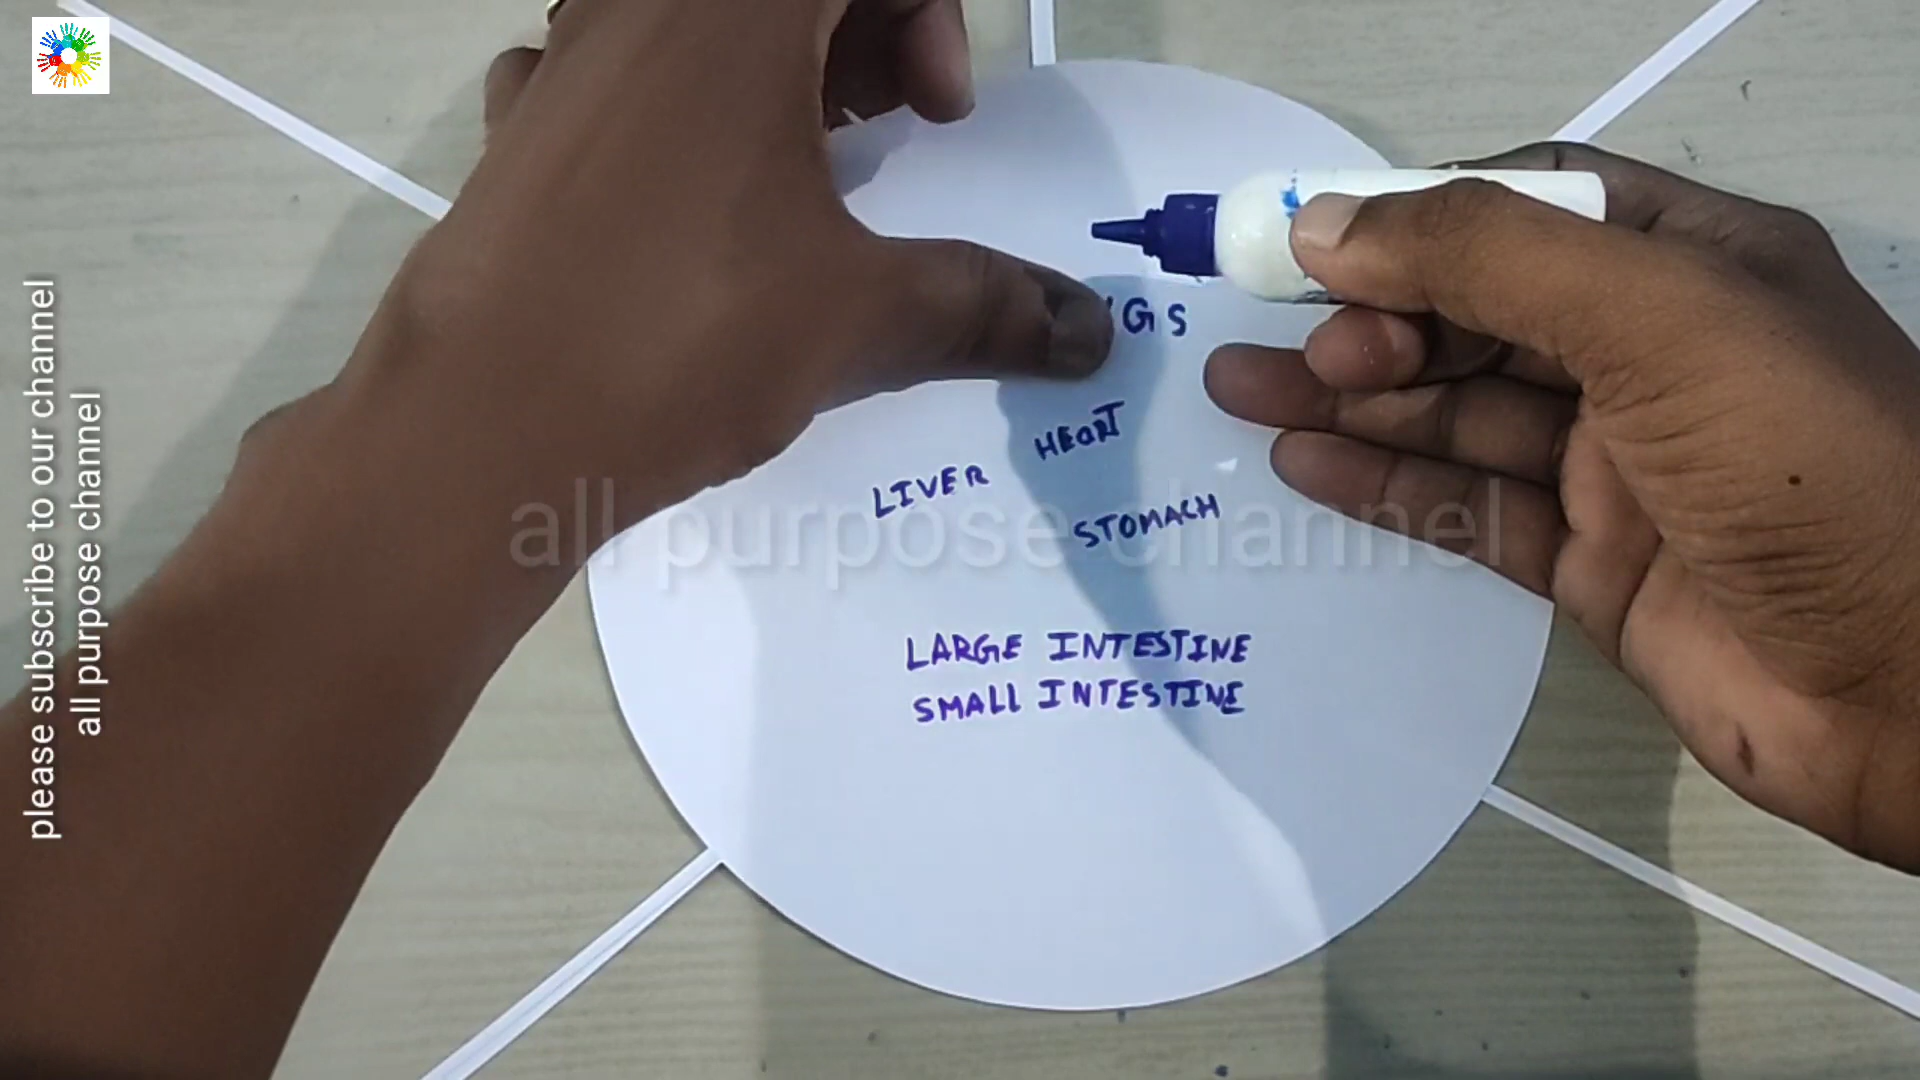 please subscribe to our channel
all purpose channel
GS
HEART
LIVER
STOMACH
all purpose channel
LARGE INTESTINE
SMALL INTESTINE